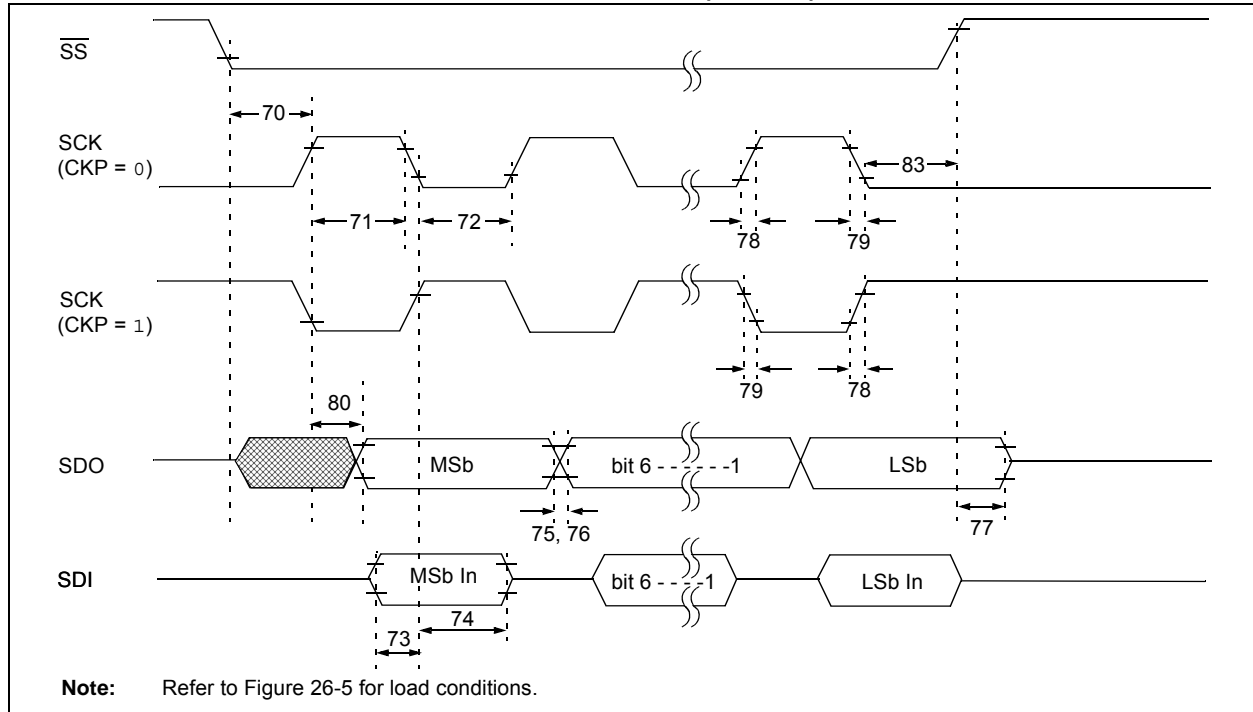 SS
70
SCK
(CKP = 0)
83
71
72
78
79
SCK
(CKP = 1)
79
78
80
SDO
MSb
bit 6 - - - - - -1
LSb
75, 76
77
SDI
MSb In
bit 6 - - - -1
LSb In
74
73
Note: Refer to Figure 26-5 for load conditions.